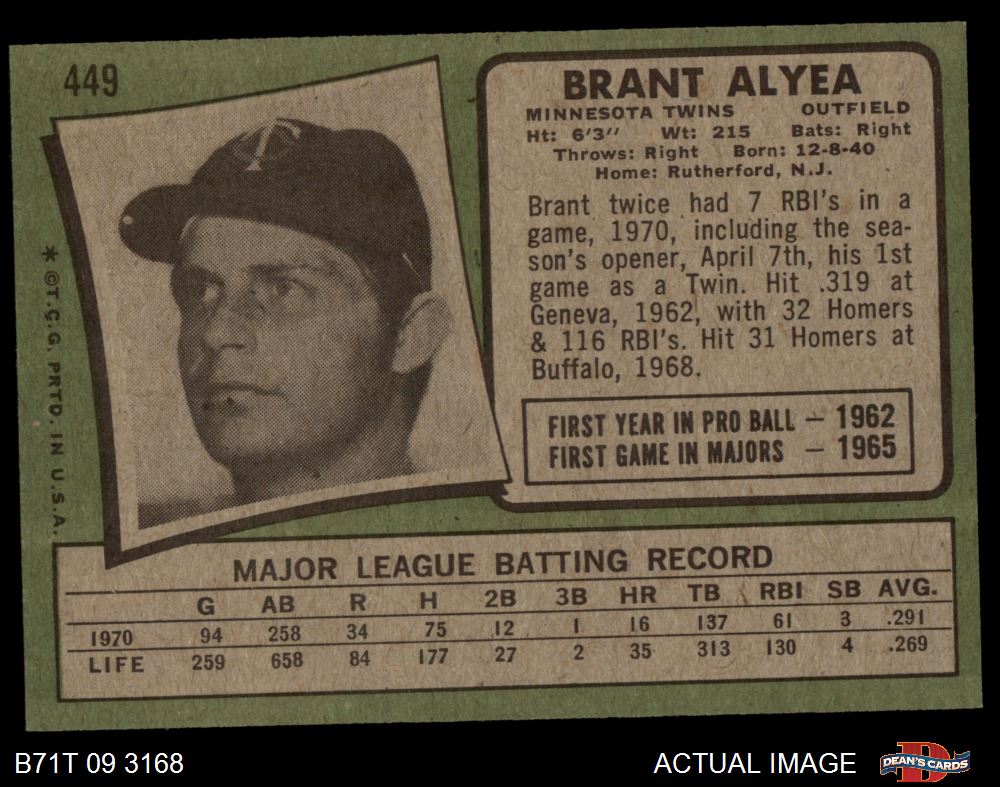 449
T
* ©T.C.G. PRTD. IN U.S.A.
BRANT ALYEA
MINNESOTA TWINS OUTFIELD
Ht: 6'3" Wt: 215 Bats: Right
Throws: Right Born: 12-8-40
Home: Rutherford, N.J.
Brant twice had 7 RBI's in a
game, 1970, including the sea-
son's opener, April 7th, his 1st
game as a Twin. Hit .319 at
Geneva, 1962, with 32 Homers
& 116 RBI's. Hit 31 Homers at
Buffalo, 1968.
FIRST YEAR IN PRO BALL — 1962
FIRST GAME IN MAJORS — 1965
MAJOR LEAGUE BATTING RECORD
G AB R H 2B 3B HR TB RBI SB AVG.
1970 94 258 34 75 12 1 16 137 61 3 .291
LIFE 259 658 84 177 27 2 35 313 130 4 .269
B71T 09 3168
ACTUAL IMAGE
D
DEAN'S CARDS